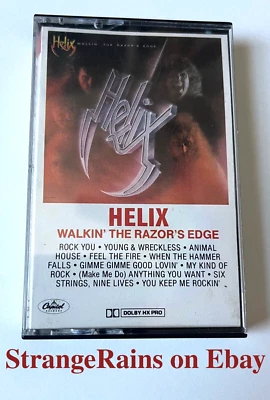 Helix WALKIN' THE RAZOR'S EDGE
Helix
HELIX
WALKIN' THE RAZOR'S EDGE
ROCK YOU • YOUNG & WRECKLESS • ANIMAL
HOUSE • FEEL THE FIRE • WHEN THE HAMMER
FALLS • GIMME GIMME GOOD LOVIN' • MY KIND OF
ROCK • (Make Me Do) ANYTHING YOU WANT • SIX
STRINGS, NINE LIVES • YOU KEEP ME ROCKIN'
Capitol
DOLBY HX PRO
StrangeRains on Ebay